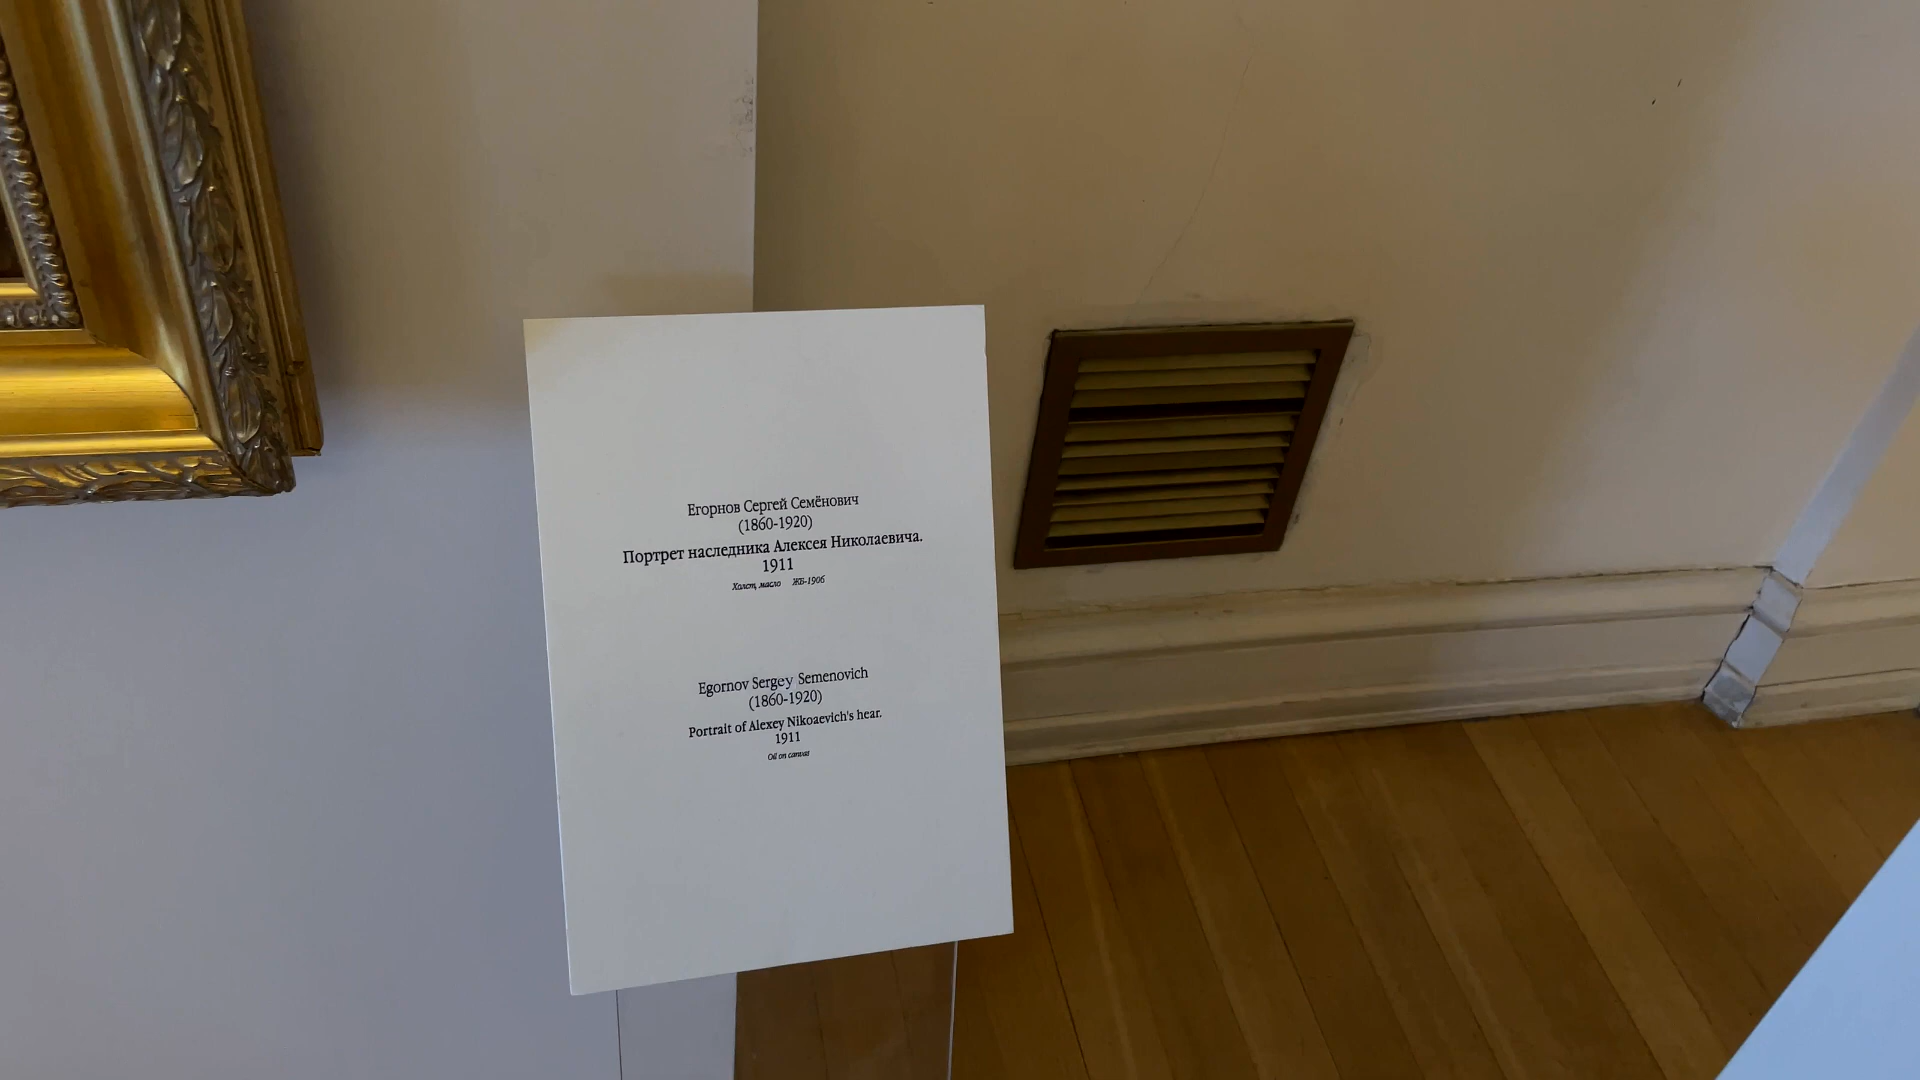 Егорнов Сергей Семёнович
(1860-1920)
Портрет наследника Алексея Николаевича.
1911
Холст, масло ЖБ-1906
Egornov Sergey Semenovich
(1860-1920)
Portrait of Alexey Nikoaevich's hear.
1911
Oil on canvas